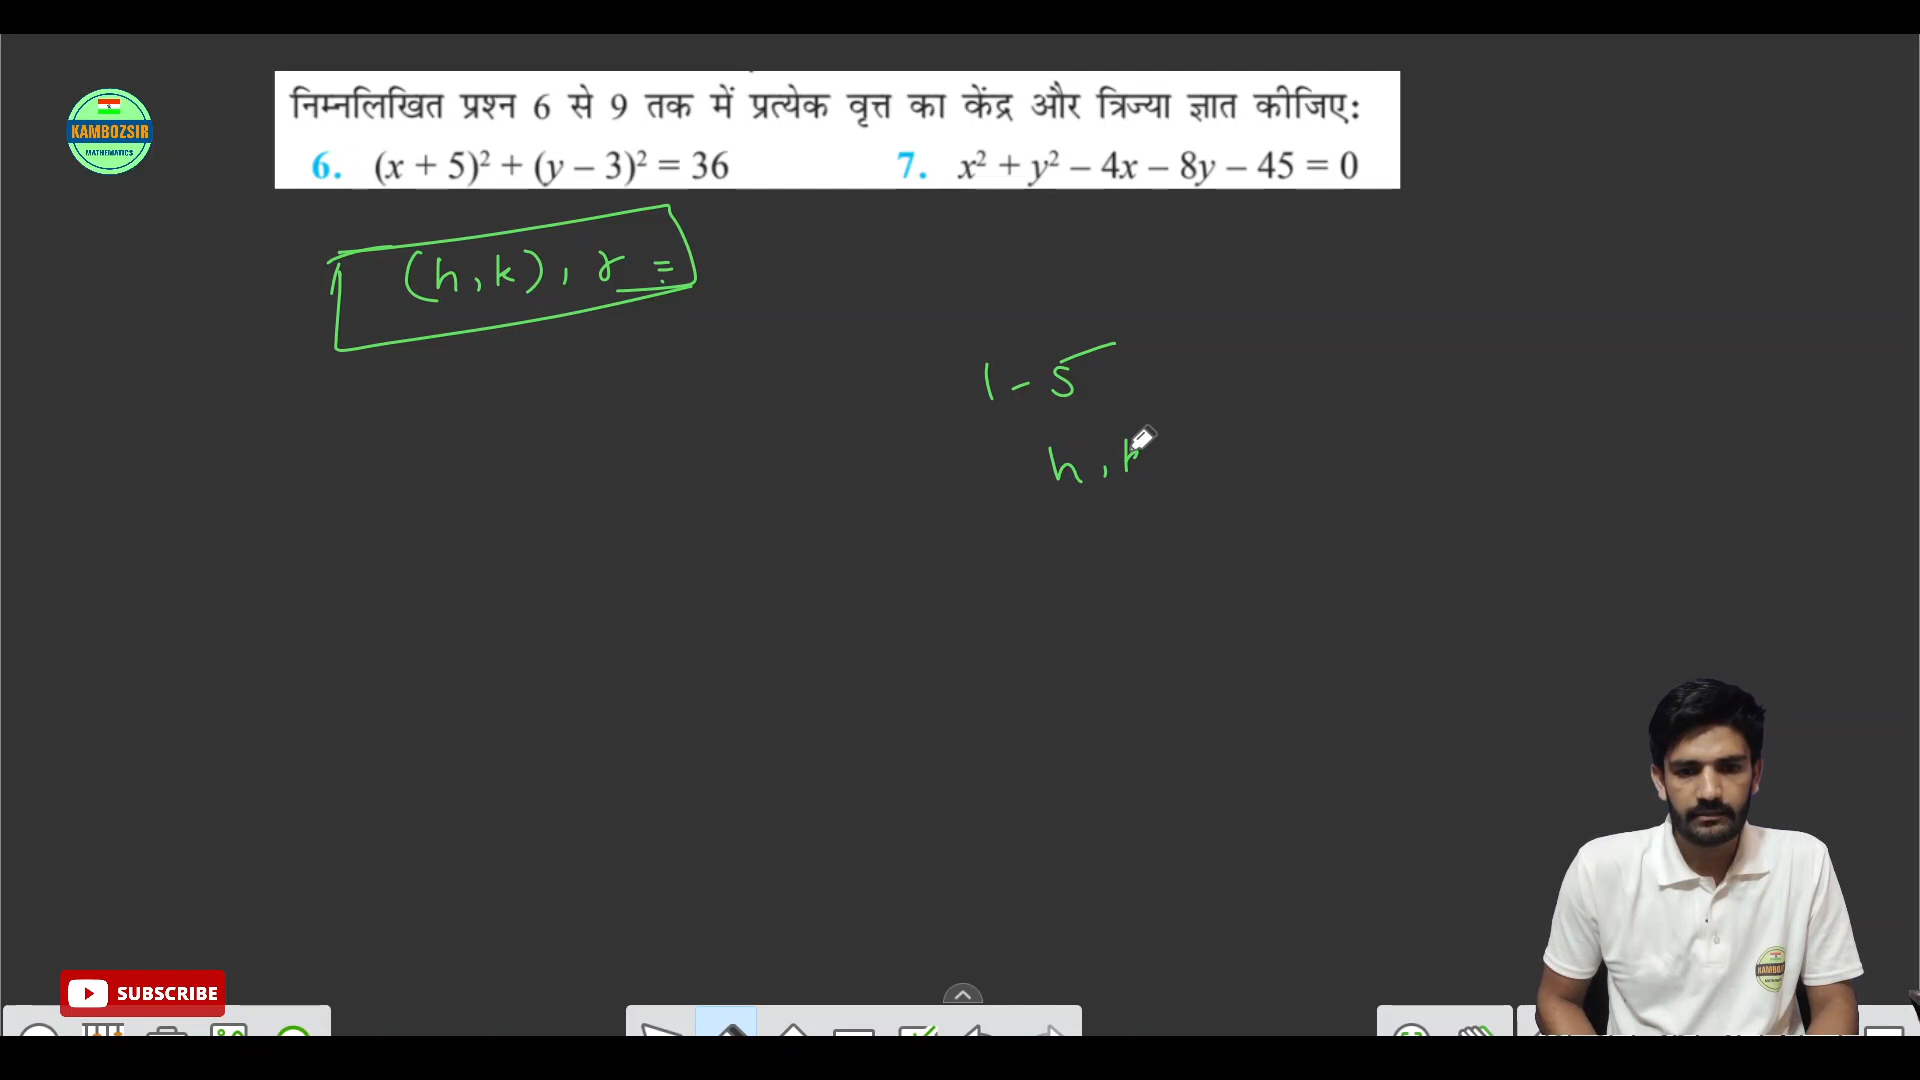 KAMBOZSIR
MATHEMATICS
निम्नलिखित प्रश्न 6 से 9 तक में प्रत्येक वृत्त का केंद्र और त्रिज्या ज्ञात कीजिए:
6. (x + 5)² + (y – 3)² = 36 7. x² + y² – 4x – 8y – 45 = 0
(h, k), r =
1 - 5
h, k
SUBSCRIBE